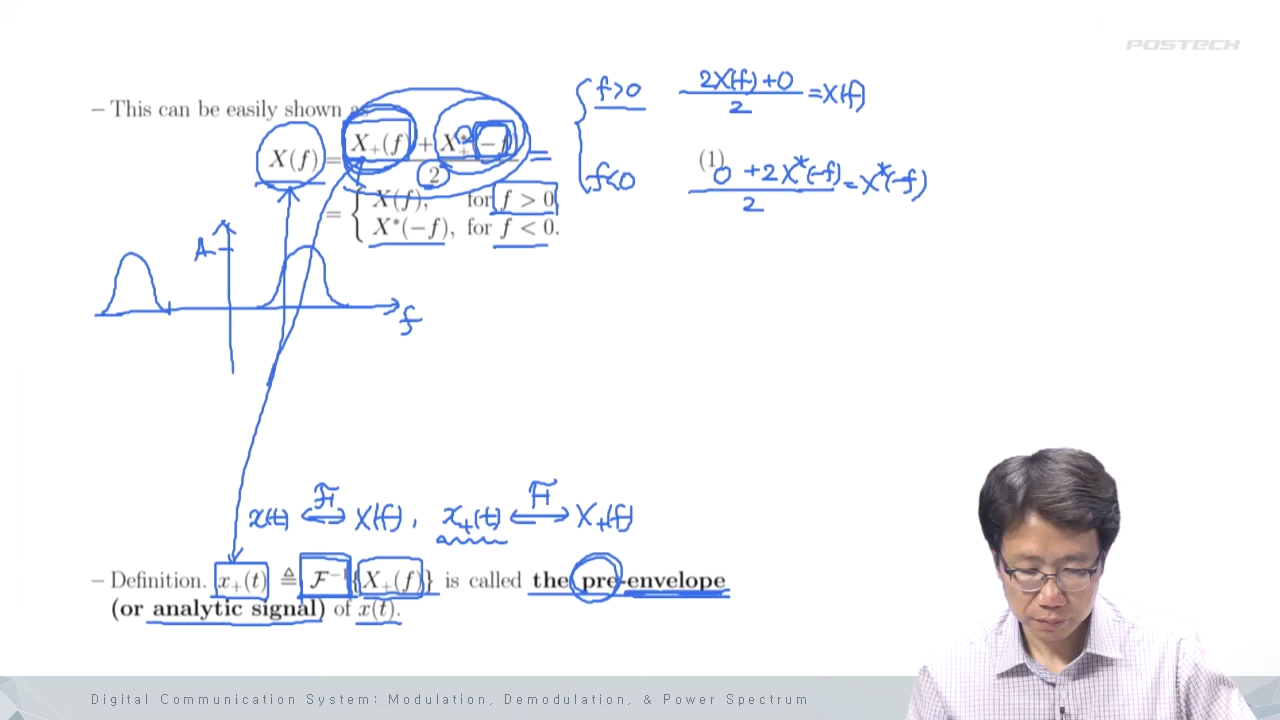 POSTECH
– This can be easily shown as
X(f) = X₊(f) + X₊*(−f) / 2
= { X(f), for f > 0
X*(−f), for f < 0.
{ f>0 (2X(f)+0)/2 = X(f)
f<0 (1) (0+2X*(−f))/2 = X*(−f)
A
f
x(t) ⟺ F X(f), x₊(t) ⟺ F X₊(f)
– Definition. x₊(t) ≜ F⁻¹{X₊(f)} is called the pre-envelope
(or analytic signal) of x(t).
Digital Communication System: Modulation, Demodulation, & Power Spectrum